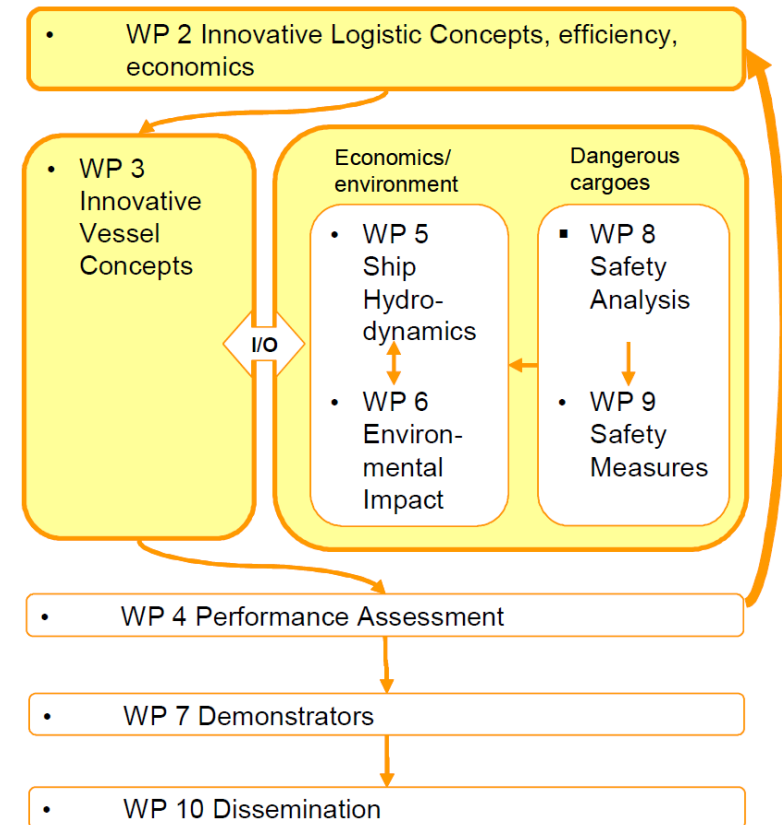 • WP 2 Innovative Logistic Concepts, efficiency,
economics
• WP 3
Innovative
Vessel
Concepts
I/O
Economics/
environment
• WP 5
Ship
Hydro-
dynamics
• WP 6
Environ-
mental
Impact
Dangerous
cargoes
▪ WP 8
Safety
Analysis
• WP 9
Safety
Measures
• WP 4 Performance Assessment
• WP 7 Demonstrators
• WP 10 Dissemination